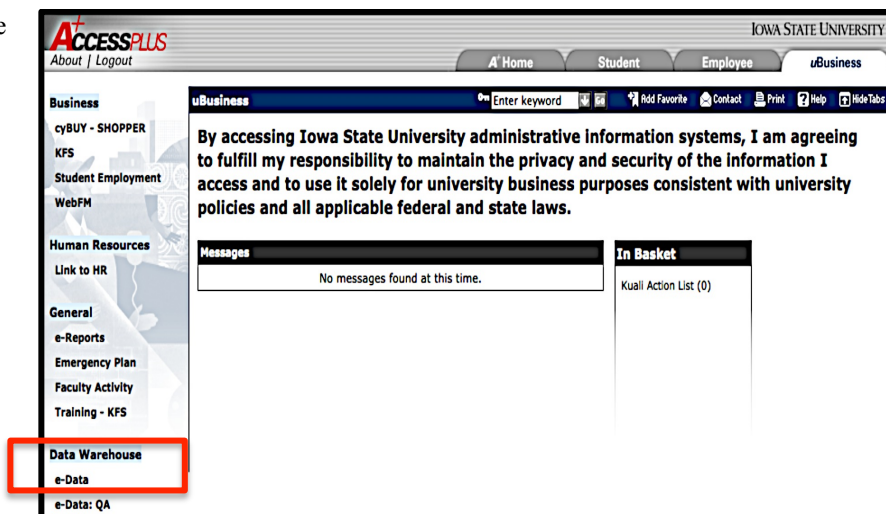 e
A+ccessPLUS
IOWA STATE UNIVERSITY
About | Logout
A+ Home
Student
Employee
uBusiness
Business
cyBUY - SHOPPER
KFS
Student Employment
WebFM
Human Resources
Link to HR
General
e-Reports
Emergency Plan
Faculty Activity
Training - KFS
Data Warehouse
e-Data
e-Data: QA
uBusiness
Enter keyword
Go
Add Favorite
Contact
Print
Help
Hide Tabs
By accessing Iowa State University administrative information systems, I am agreeing
to fulfill my responsibility to maintain the privacy and security of the information I
access and to use it solely for university business purposes consistent with university
policies and all applicable federal and state laws.
Messages
No messages found at this time.
In Basket
Kuali Action List (0)